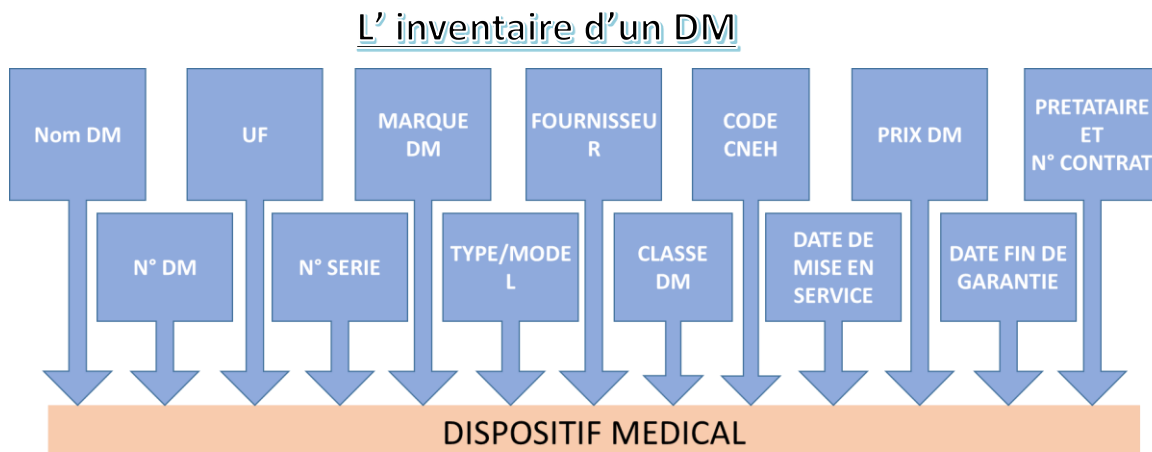 L’ inventaire d’un DM
Nom DM
UF
MARQUE
DM
FOURNISSEU
R
CODE
CNEH
PRIX DM
PRETATAIRE
ET
N° CONTRAT
N° DM
N° SERIE
TYPE/MODE
L
CLASSE
DM
DATE DE
MISE EN
SERVICE
DATE FIN DE
GARANTIE
DISPOSITIF MEDICAL